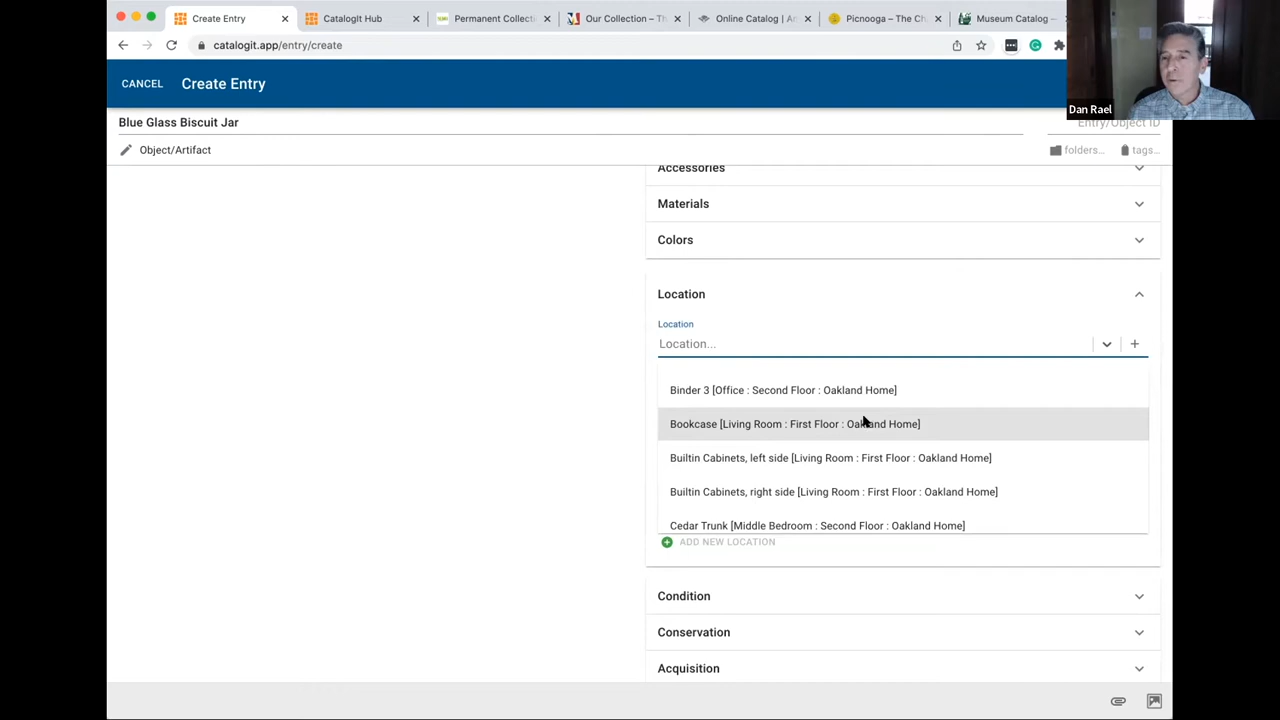 Create Entry
CatalogIt Hub
Permanent Collecti
Our Collection – Th
Online Catalog | Ar
Picnooga – The Ch
Museum Catalog –
catalogit.app/entry/create
Dan Rael
CANCEL
Create Entry
Blue Glass Biscuit Jar
Entry/Object ID
Object/Artifact
folders...
tags...
Accessories
Materials
Colors
Location
Location
Location...
Binder 3 [Office : Second Floor : Oakland Home]
Bookcase [Living Room : First Floor : Oakland Home]
Builtin Cabinets, left side [Living Room : First Floor : Oakland Home]
Builtin Cabinets, right side [Living Room : First Floor : Oakland Home]
Cedar Trunk [Middle Bedroom : Second Floor : Oakland Home]
ADD NEW LOCATION
Condition
Conservation
Acquisition